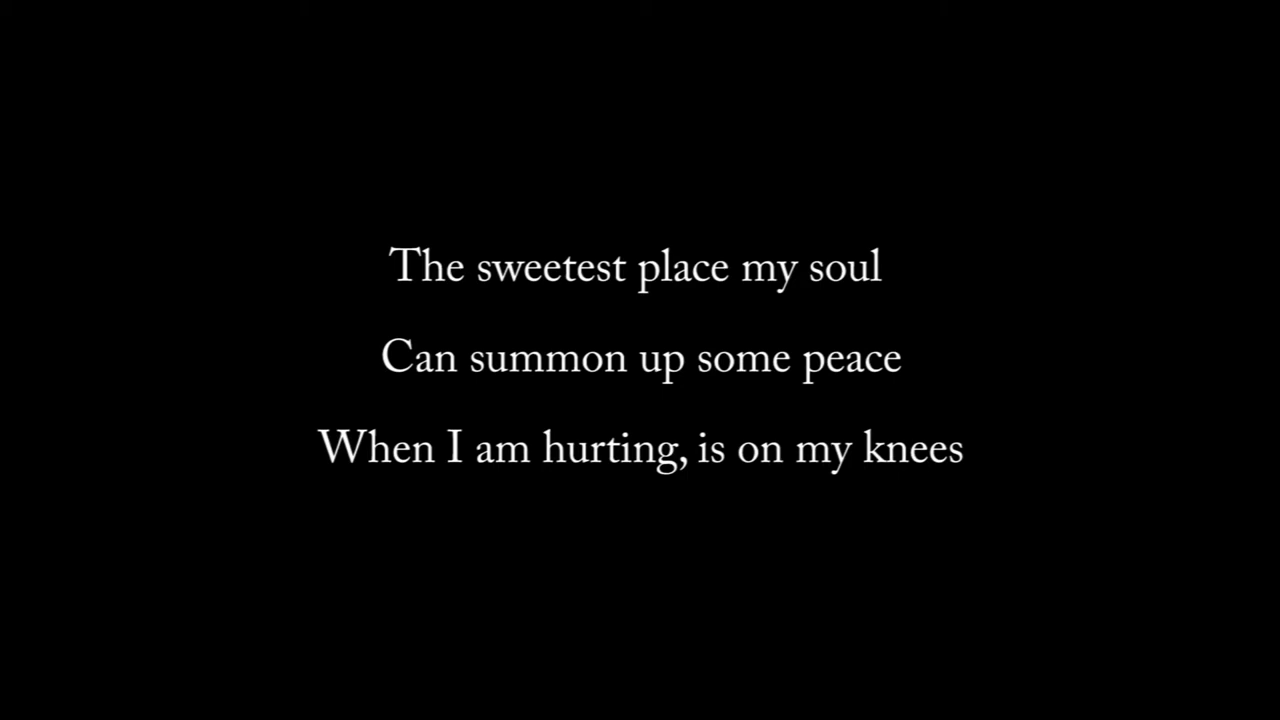 The sweetest place my soul
Can summon up some peace
When I am hurting, is on my knees